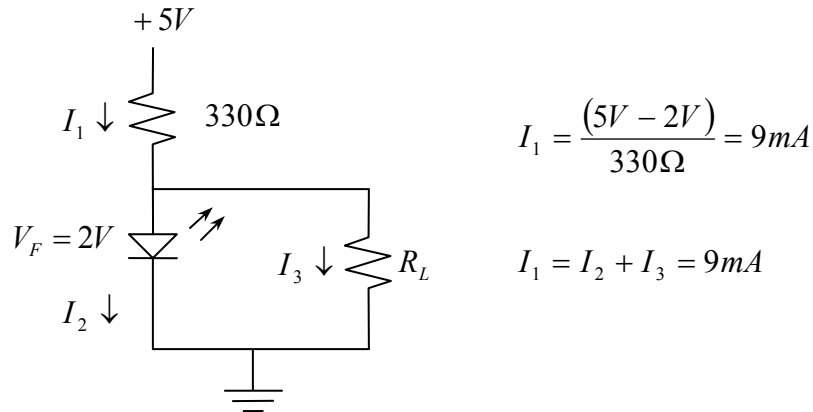 +5V
I₁ ↓ 330Ω
I₁ = (5V − 2V) / 330Ω = 9mA
V_F = 2V
I₃ ↓ R_L
I₁ = I₂ + I₃ = 9mA
I₂ ↓